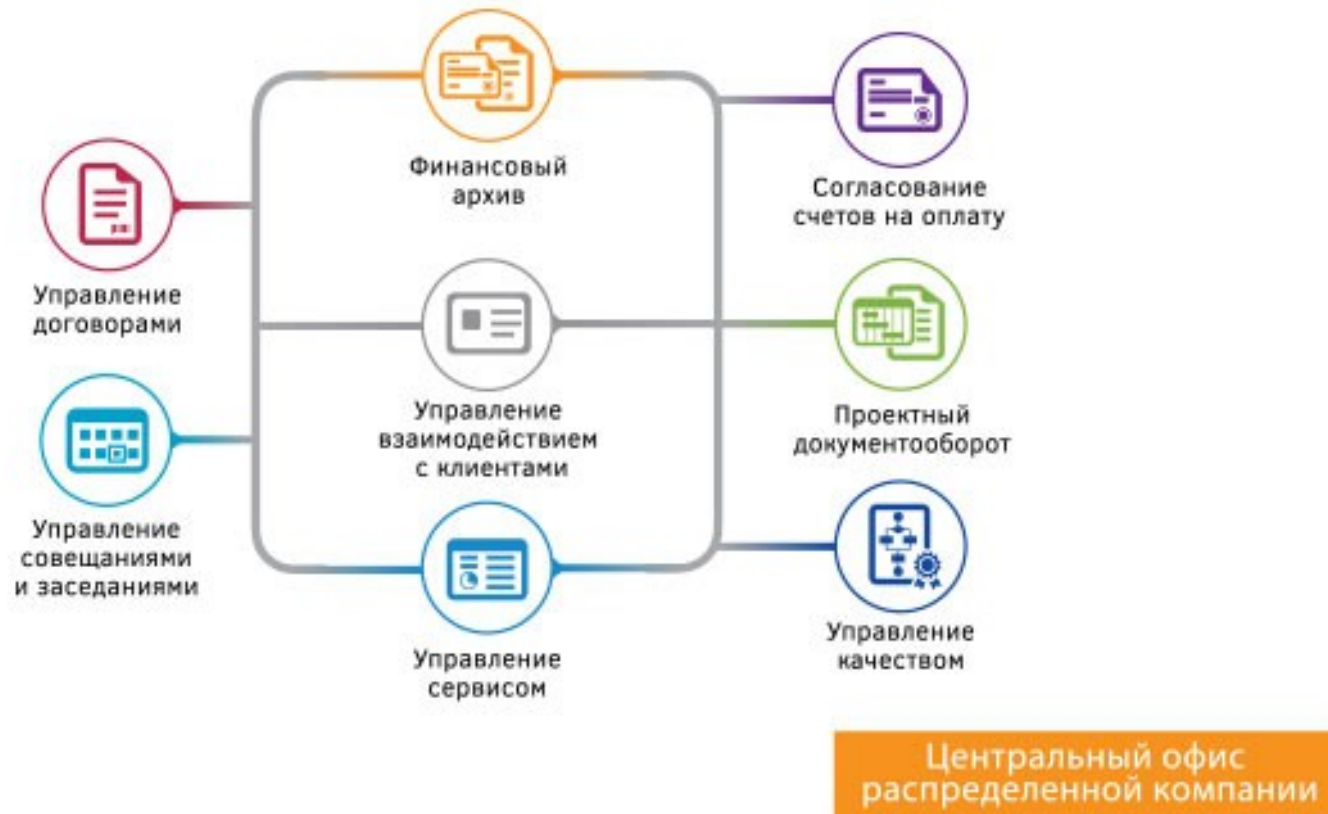 Финансовый
архив
Согласование
счетов на оплату
Управление
договорами
Управление
взаимодействием
с клиентами
Проектный
документооборот
Управление
совещаниями
и заседаниями
Управление
сервисом
Управление
качеством
Центральный офис
распределенной компании